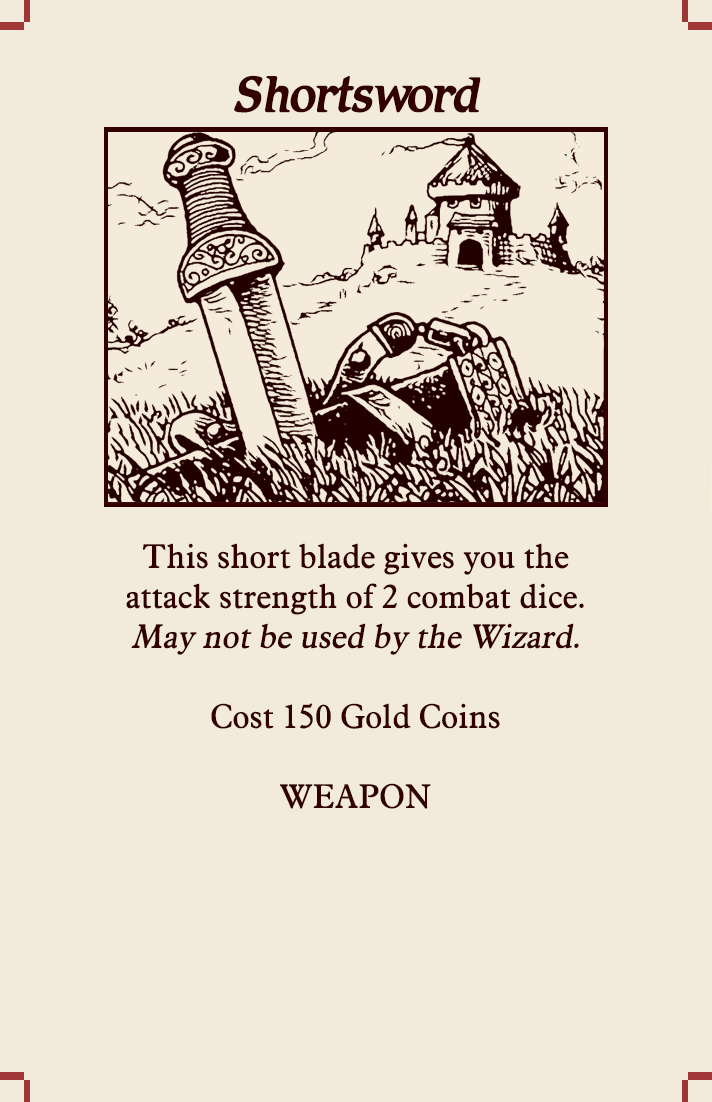 Shortsword
This short blade gives you the
attack strength of 2 combat dice.
May not be used by the Wizard.
Cost 150 Gold Coins
WEAPON